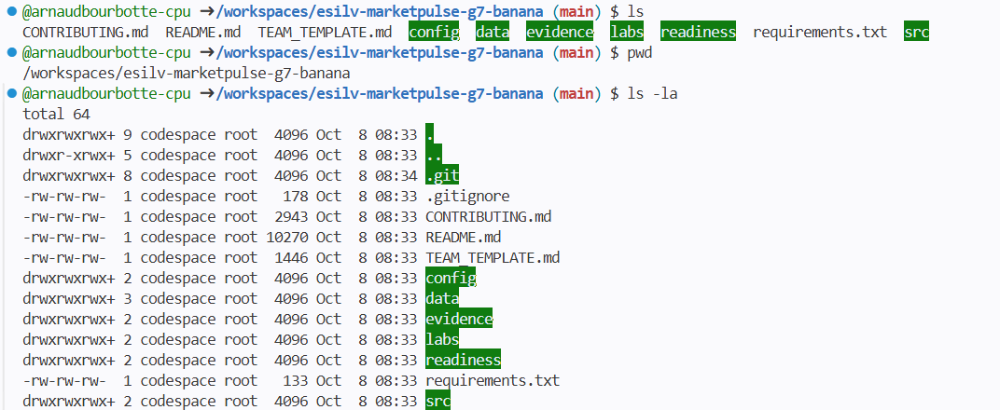 @arnaudbourbotte-cpu ➜/workspaces/esilv-marketpulse-g7-banana (main) $ ls
CONTRIBUTING.md README.md TEAM_TEMPLATE.md config data evidence labs readiness requirements.txt src
@arnaudbourbotte-cpu ➜/workspaces/esilv-marketpulse-g7-banana (main) $ pwd
/workspaces/esilv-marketpulse-g7-banana
@arnaudbourbotte-cpu ➜/workspaces/esilv-marketpulse-g7-banana (main) $ ls -la
total 64
drwxrwxrwx+ 9 codespace root 4096 Oct 8 08:33 .
drwxr-xrwx+ 5 codespace root 4096 Oct 8 08:33 ..
drwxrwxrwx+ 8 codespace root 4096 Oct 8 08:34 .git
-rw-rw-rw- 1 codespace root 178 Oct 8 08:33 .gitignore
-rw-rw-rw- 1 codespace root 2943 Oct 8 08:33 CONTRIBUTING.md
-rw-rw-rw- 1 codespace root 10270 Oct 8 08:33 README.md
-rw-rw-rw- 1 codespace root 1446 Oct 8 08:33 TEAM_TEMPLATE.md
drwxrwxrwx+ 2 codespace root 4096 Oct 8 08:33 config
drwxrwxrwx+ 3 codespace root 4096 Oct 8 08:33 data
drwxrwxrwx+ 2 codespace root 4096 Oct 8 08:33 evidence
drwxrwxrwx+ 2 codespace root 4096 Oct 8 08:33 labs
drwxrwxrwx+ 2 codespace root 4096 Oct 8 08:33 readiness
-rw-rw-rw- 1 codespace root 133 Oct 8 08:33 requirements.txt
drwxrwxrwx+ 2 codespace root 4096 Oct 8 08:33 src